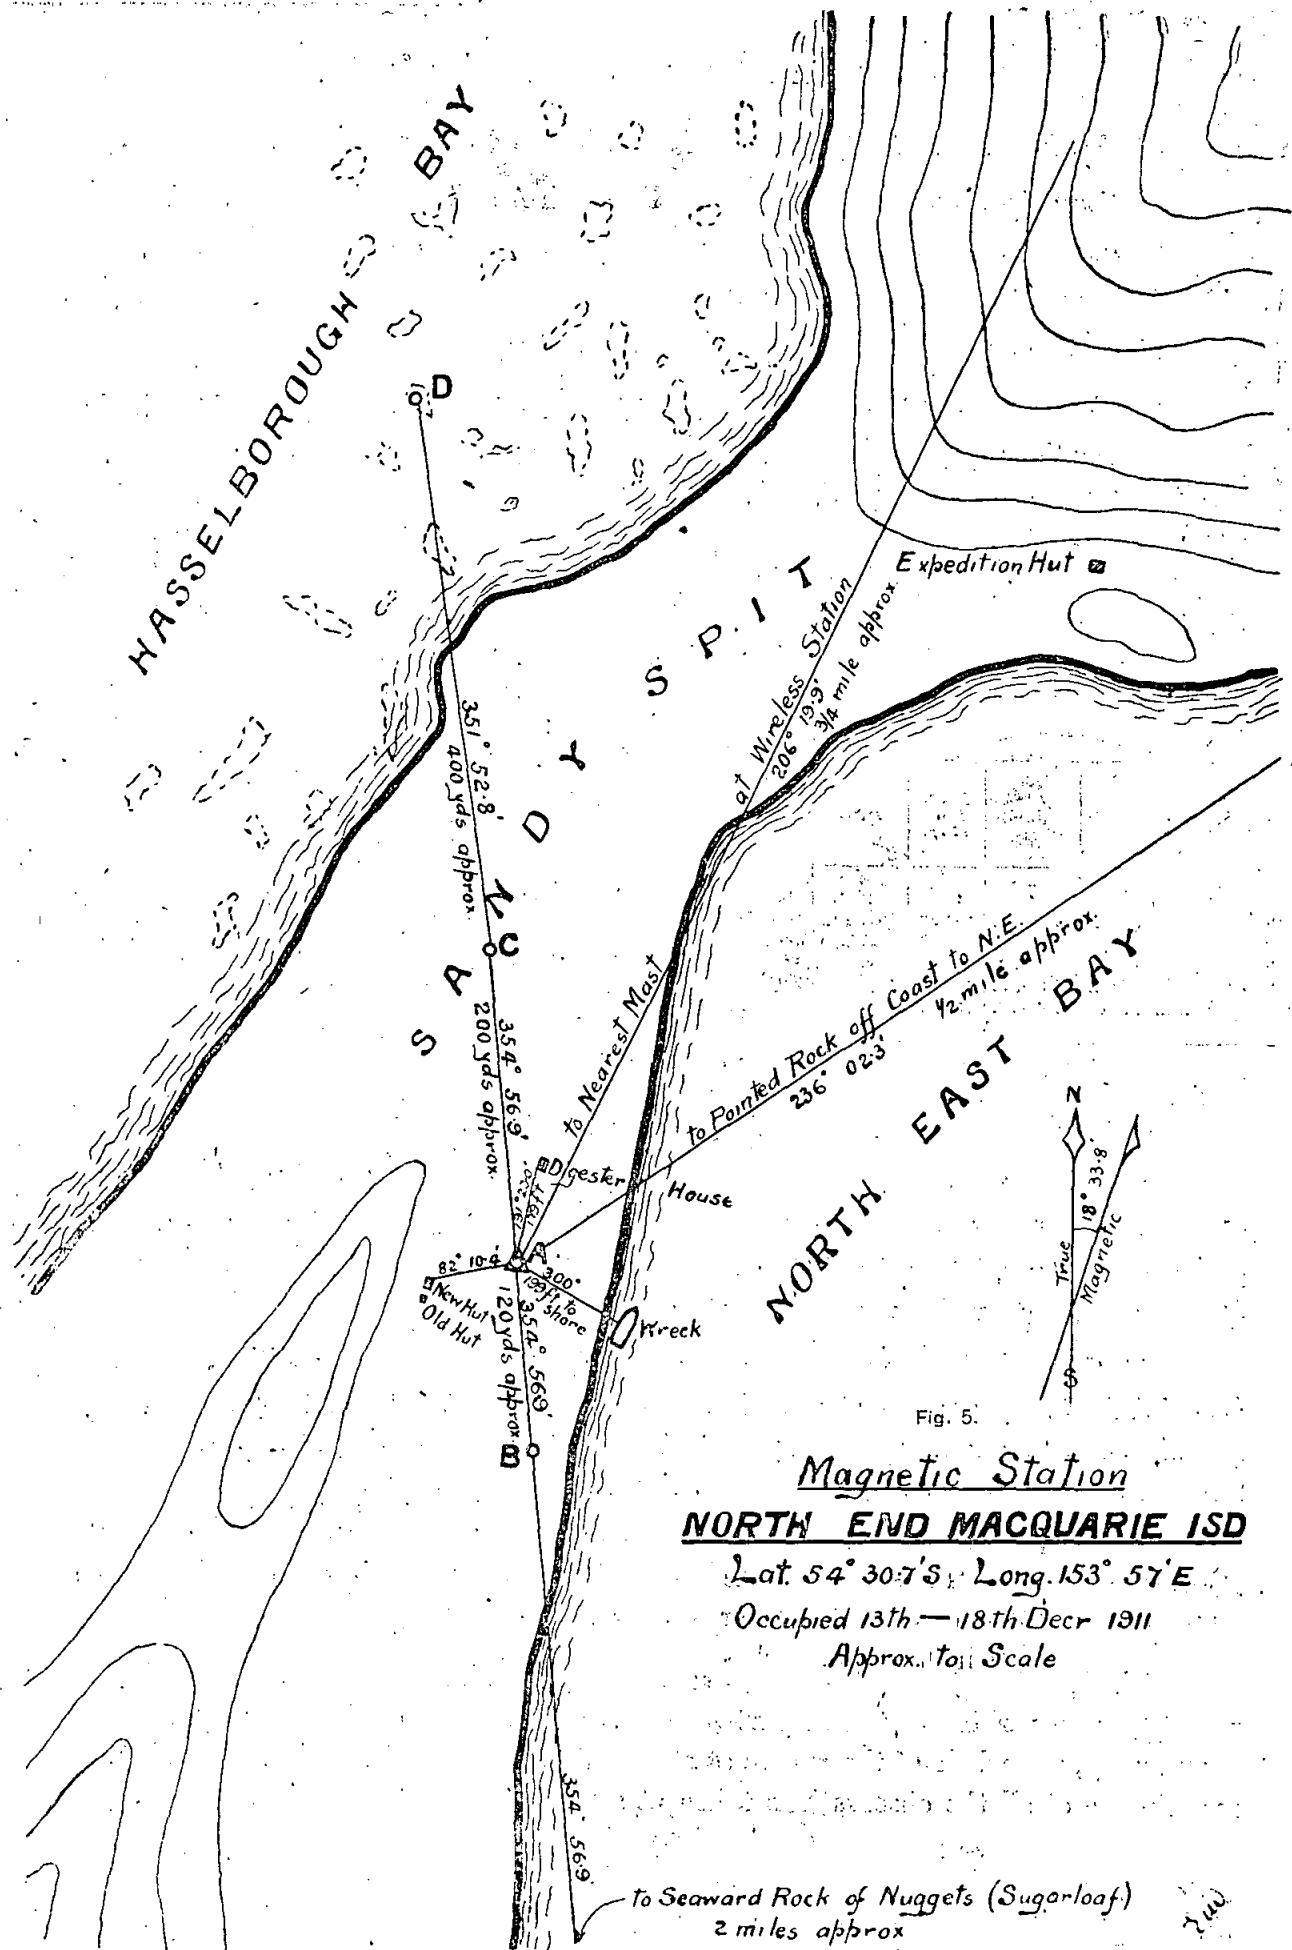 HASSELBOROUGH BAY
D
SANDY SPIT
Expedition Hut
at Wireless Station
206° 19·9'
3/4 mile approx.
351° 52·8'
400 yds approx.
C
354° 56·9'
200 yds approx.
to Nearest Mast
to Pointed Rock off Coast to N.E.
236° 02·3'
1/2 mile approx.
NORTH EAST BAY
Digester House
A
82° 10·4'
300°
199 ft. to shore
New Hut
Old Hut
Wreck
354° 56·9'
120 yds approx.
B
N
18° 33·8'
True
Magnetic
S
Fig. 5.
Magnetic Station
NORTH END MACQUARIE ISD
Lat. 54° 30·7'S. Long. 153° 57'E
Occupied 13th — 18th Decr 1911
Approx. to Scale
354° 56·9'
to Seaward Rock of Nuggets (Sugarloaf)
2 miles approx